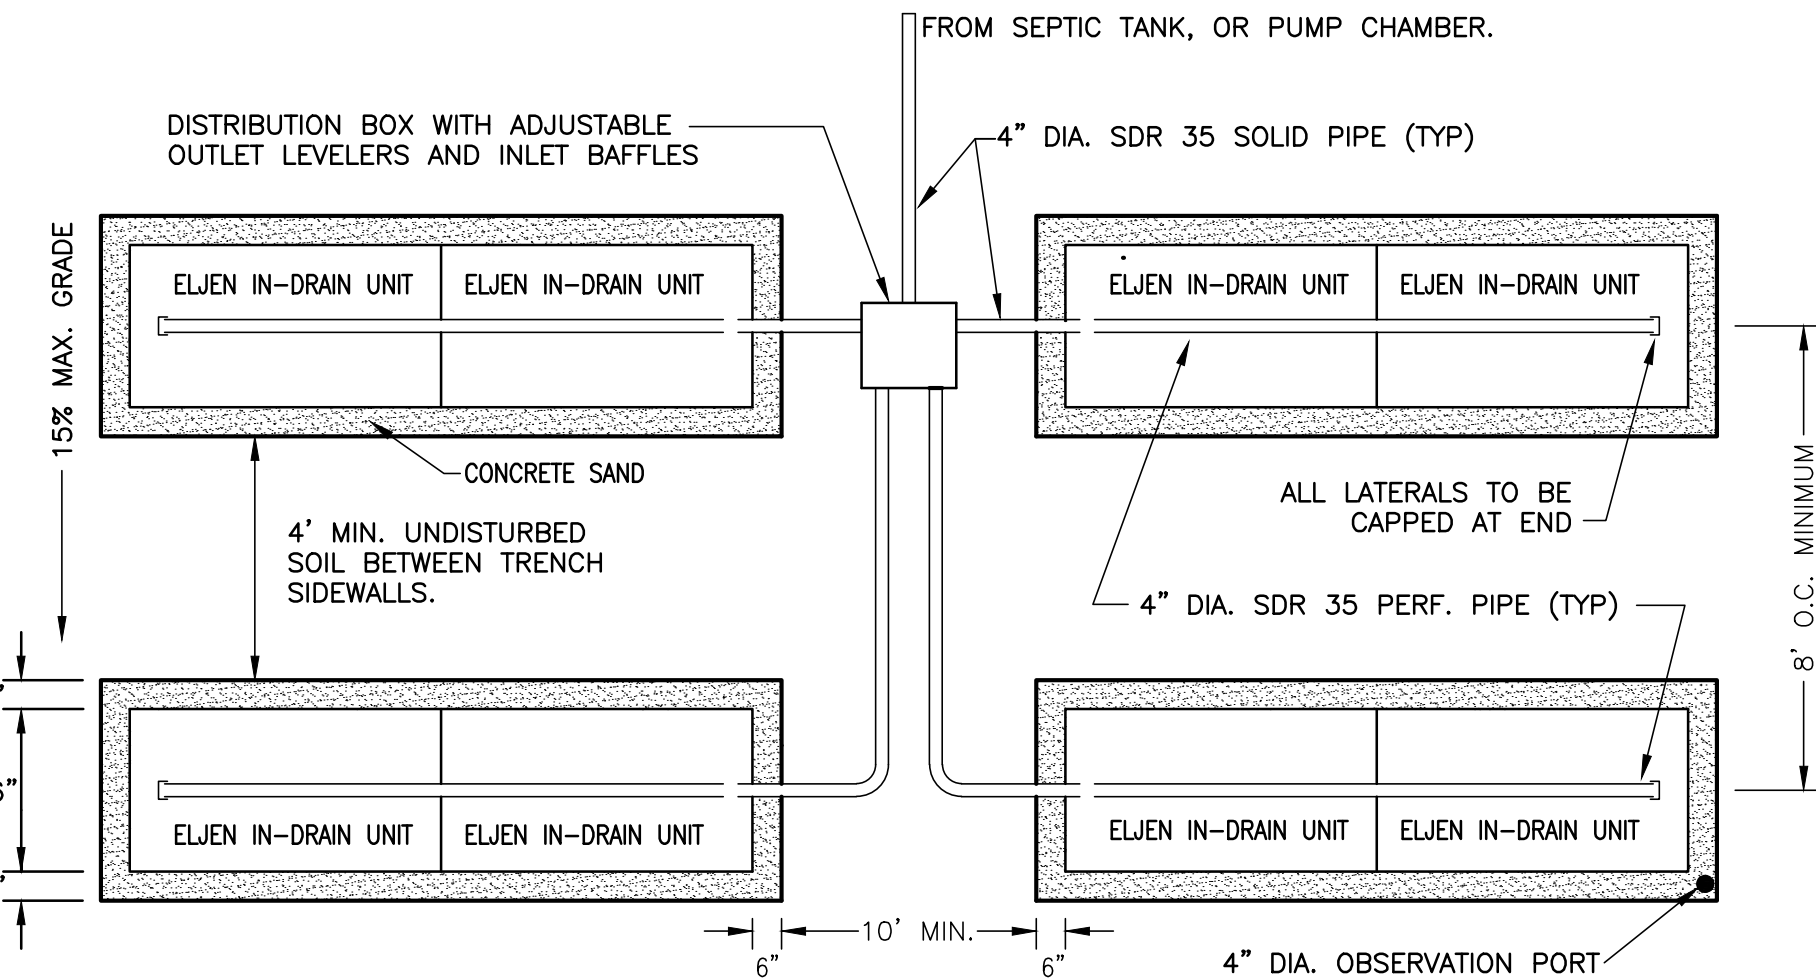 FROM SEPTIC TANK, OR PUMP CHAMBER.
DISTRIBUTION BOX WITH ADJUSTABLE
OUTLET LEVELERS AND INLET BAFFLES
4" DIA. SDR 35 SOLID PIPE (TYP)
15% MAX. GRADE
ELJEN IN-DRAIN UNIT
ELJEN IN-DRAIN UNIT
ELJEN IN-DRAIN UNIT
ELJEN IN-DRAIN UNIT
CONCRETE SAND
4' MIN. UNDISTURBED
SOIL BETWEEN TRENCH
SIDEWALLS.
ALL LATERALS TO BE
CAPPED AT END
4" DIA. SDR 35 PERF. PIPE (TYP)
8' O.C. MINIMUM
ELJEN IN-DRAIN UNIT
ELJEN IN-DRAIN UNIT
ELJEN IN-DRAIN UNIT
ELJEN IN-DRAIN UNIT
10' MIN.
6"
6"
4" DIA. OBSERVATION PORT